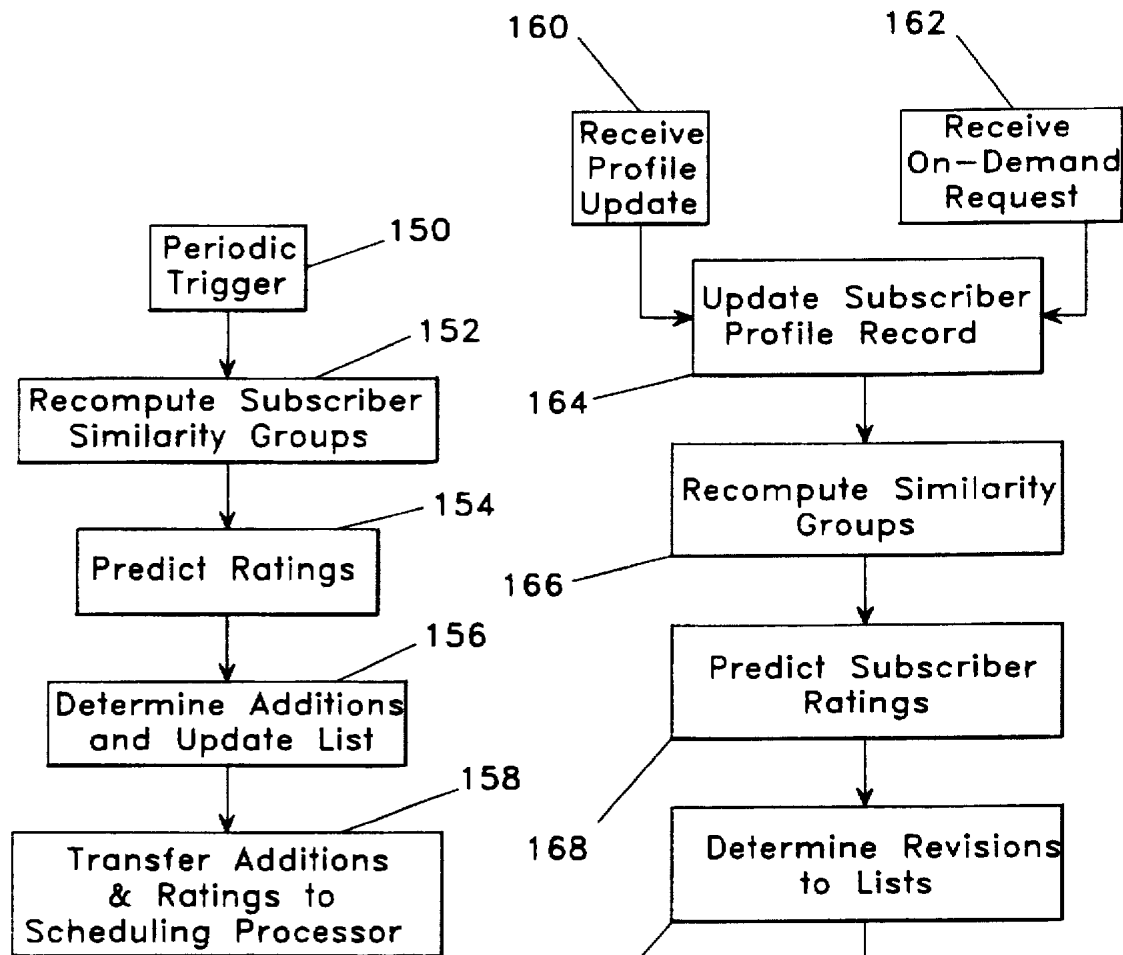 150
Periodic
Trigger
152
Recompute Subscriber
Similarity Groups
154
Predict Ratings
156
Determine Additions
and Update List
158
Transfer Additions
& Ratings to
Scheduling Processor
160
Receive
Profile
Update
162
Receive
On-Demand
Request
Update Subscriber
Profile Record
164
Recompute Similarity
Groups
166
Predict Subscriber
Ratings
168
Determine Revisions
to Lists